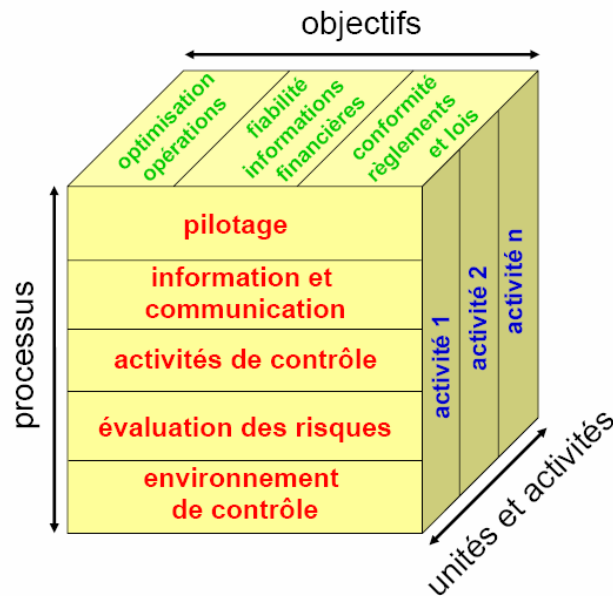 objectifs
optimisation
opérations
fiabilité
informations
financières
conformité
règlements
et lois
processus
pilotage
information et
communication
activités de contrôle
évaluation des risques
environnement
de contrôle
activité 1
activité 2
activité n
unités et activités